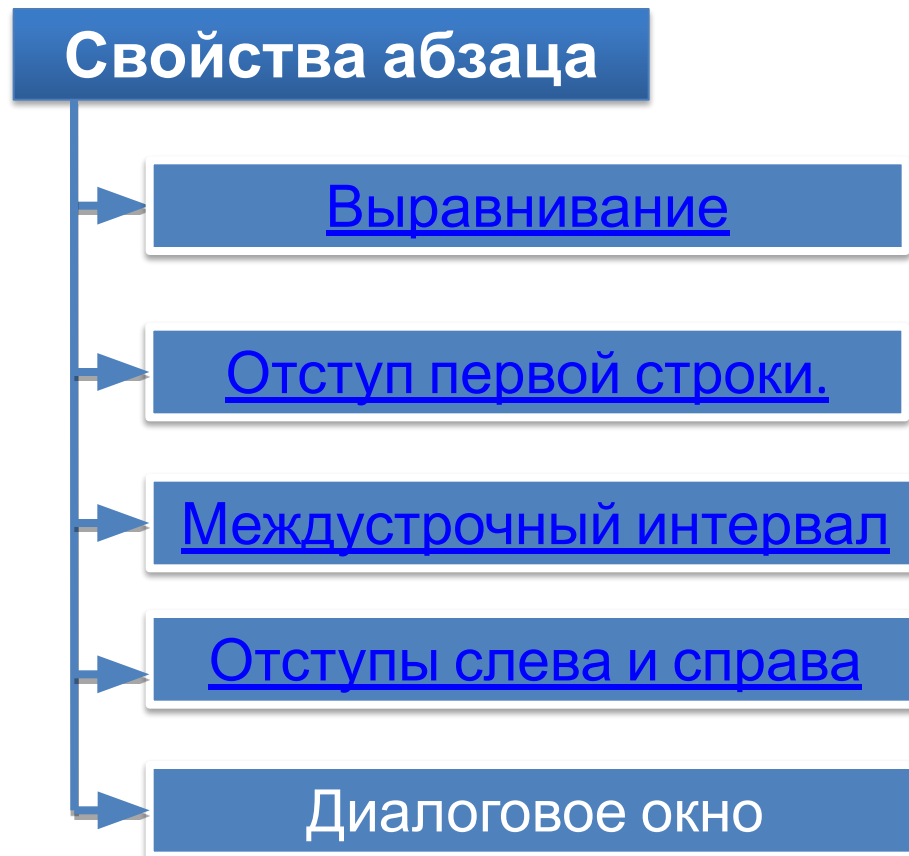 Свойства абзаца
Выравнивание
Отступ первой строки.
Междустрочный интервал
Отступы слева и справа
Диалоговое окно